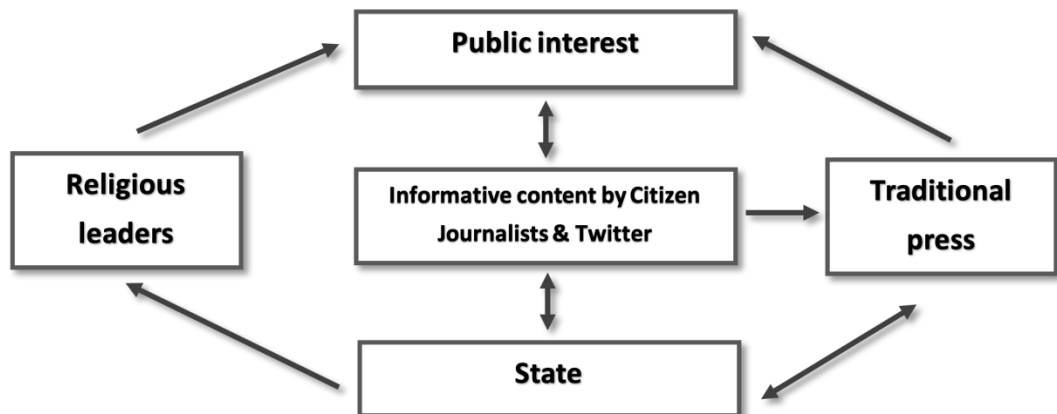 Public interest
Religious
leaders
Informative content by Citizen
Journalists & Twitter
Traditional
press
State